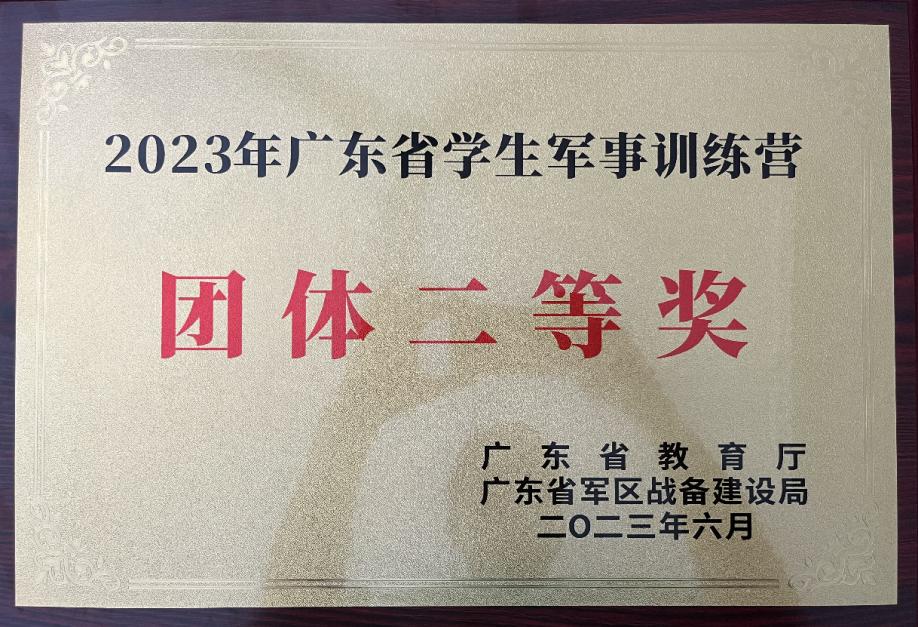 2023年广东省学生军事训练营
团体二等奖
广东省教育厅
广东省军区战备建设局
二O二三年六月